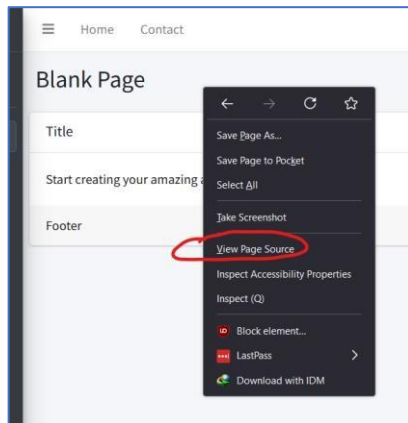 Home Contact
Blank Page
Title
Save Page As...
Save Page to Pocket
Select All
Start creating your amazing a
Take Screenshot
Footer
View Page Source
Inspect Accessibility Properties
Inspect (Q)
Block element...
LastPass
Download with IDM